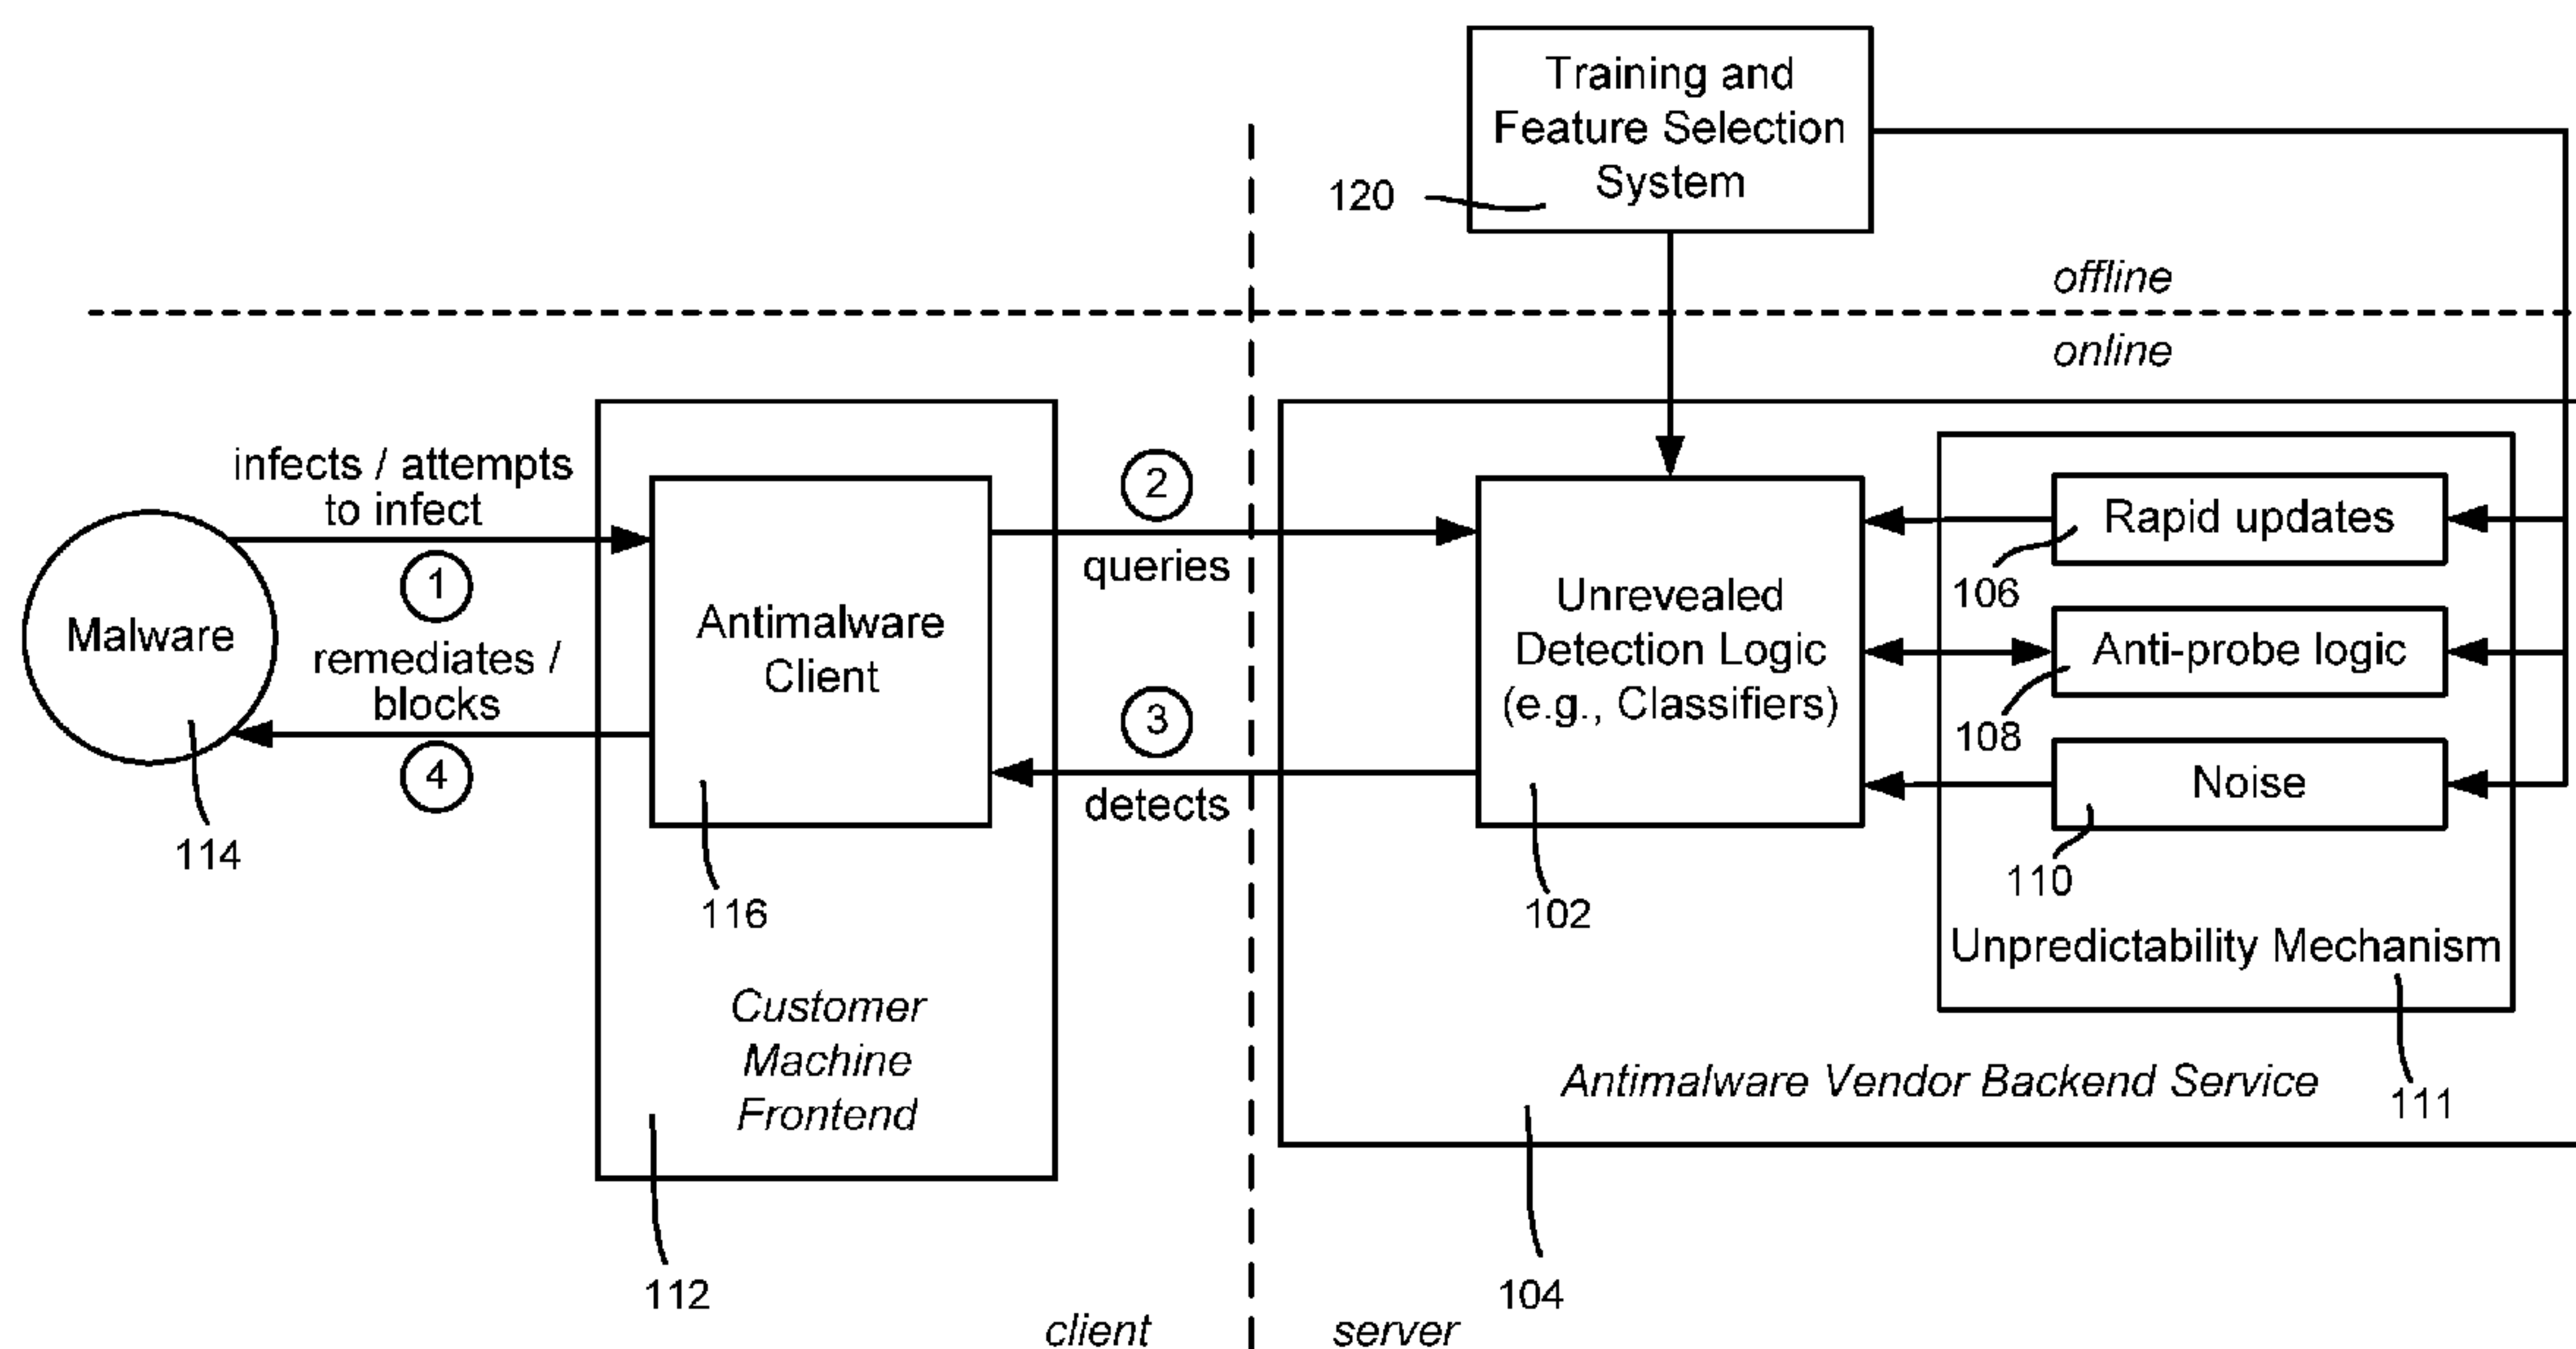 Training and
Feature Selection
System
120
offline
online
infects / attempts
to infect
1
Malware
remediates /
blocks
4
114
Antimalware
Client
116
Customer
Machine
Frontend
112
2
queries
3
detects
Unrevealed
Detection Logic
(e.g., Classifiers)
102
Rapid updates
106
Anti-probe logic
108
Noise
110
Unpredictability Mechanism
111
Antimalware Vendor Backend Service
104
client
server